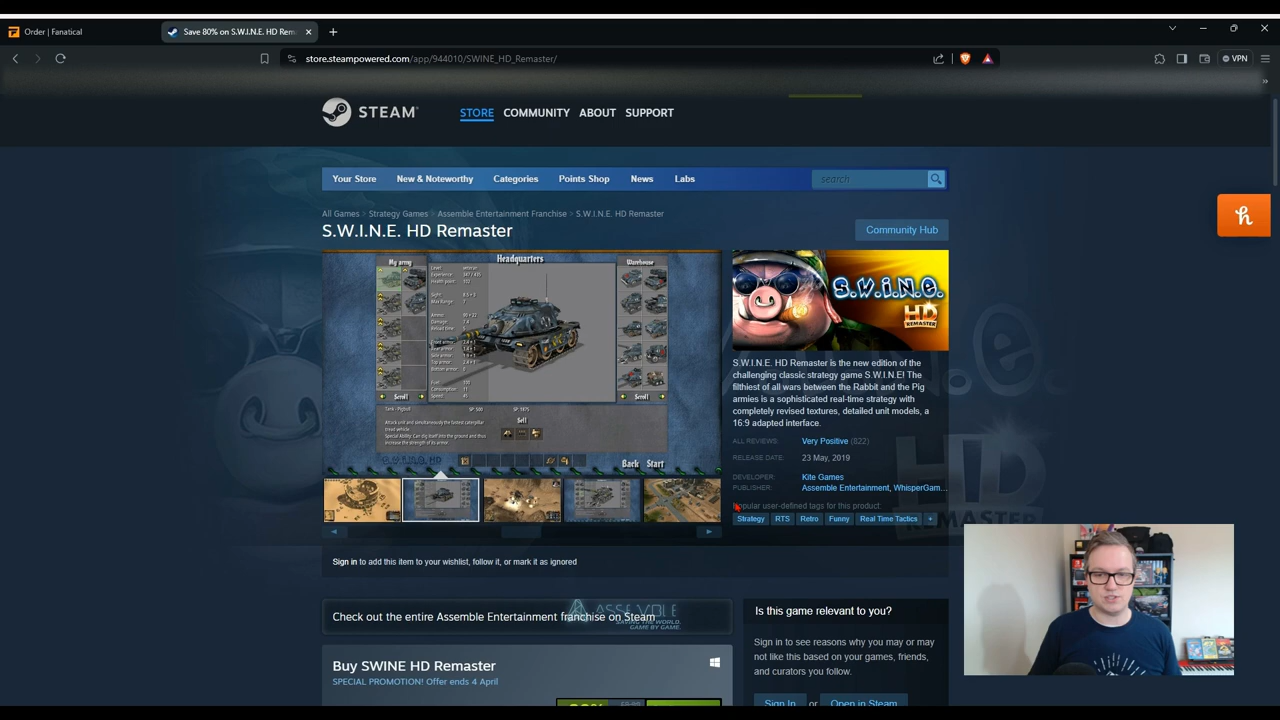 Order | Fanatical
Save 80% on S.W.I.N.E. HD Rem
store.steampowered.com/app/944010/SWINE_HD_Remaster/
VPN
STEAM
STORE COMMUNITY ABOUT SUPPORT
Your Store New & Noteworthy Categories Points Shop News Labs
search
All Games > Strategy Games > Assemble Entertainment Franchise > S.W.I.N.E. HD Remaster
S.W.I.N.E. HD Remaster
Community Hub
My army Headquarters Warehouse
Scroll Scroll
Sell
Back Start
S.W.I.N.E.
HD
REMASTER
S.W.I.N.E. HD Remaster is the new edition of the
challenging classic strategy game S.W.I.N.E! The
filthiest of all wars between the Rabbit and the Pig
armies is a sophisticated real-time strategy with
completely revised textures, detailed unit models, a
16:9 adapted interface.
ALL REVIEWS: Very Positive (822)
RELEASE DATE: 23 May, 2019
DEVELOPER: Kite Games
PUBLISHER: Assemble Entertainment, WhisperGam...
Popular user-defined tags for this product:
Strategy RTS Retro Funny Real Time Tactics +
HD
REMASTER
Sign in to add this item to your wishlist, follow it, or mark it as ignored
Check out the entire Assemble Entertainment franchise on Steam
ASSEMBLE
GAME BY GAME.
Is this game relevant to you?
Sign in to see reasons why you may or may
not like this based on your games, friends,
and curators you follow.
Sign In or Open in Steam
Buy SWINE HD Remaster
SPECIAL PROMOTION! Offer ends 4 April